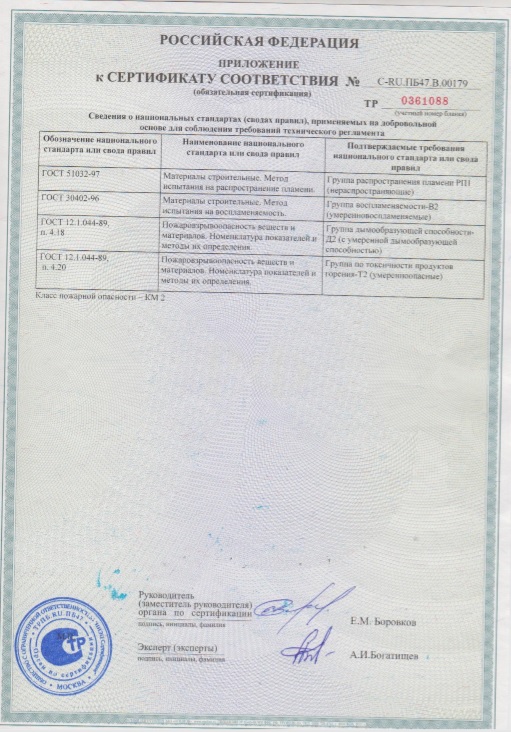 РОССИЙСКАЯ ФЕДЕРАЦИЯ
ПРИЛОЖЕНИЕ
к СЕРТИФИКАТУ СООТВЕТСТВИЯ № C-RU.ПБ47.В.00179
(обязательная сертификация)
ТР 0361088
(учетный номер бланка)
Сведения о национальных стандартах (сводах правил), применяемых на добровольной
основе для соблюдения требований технического регламента
Обозначение национального
стандарта или свода правил
Наименование национального
стандарта или свода правил
Подтверждаемые требования
национального стандарта или свода
правил
ГОСТ 51032-97
Материалы строительные. Метод
испытания на распространение пламени.
Группа распространения пламени РП1
(нераспространяющие)
ГОСТ 30402-96
Материалы строительные. Метод
испытания на воспламеняемость.
Группа воспламеняемости-В2
(умеренновоспламеняемые)
ГОСТ 12.1.044-89,
п. 4.18
Пожаровзрывоопасность веществ и
материалов. Номенклатура показателей и
методы их определения.
Группа дымообразующей способности-
Д2 (с умеренной дымообразующей
способностью)
ГОСТ 12.1.044-89,
п. 4.20
Пожаровзрывоопасность веществ и
материалов. Номенклатура показателей и
методы их определения.
Группа по токсичности продуктов
горения-Т2 (умеренноопасные)
Класс пожарной опасности – КМ 2
Руководитель
(заместитель руководителя)
органа по сертификации
подпись, инициалы, фамилия
Е.М. Боровков
Эксперт (эксперты)
подпись, инициалы, фамилия
А.И.Богатищев
ТР
МОСКВА